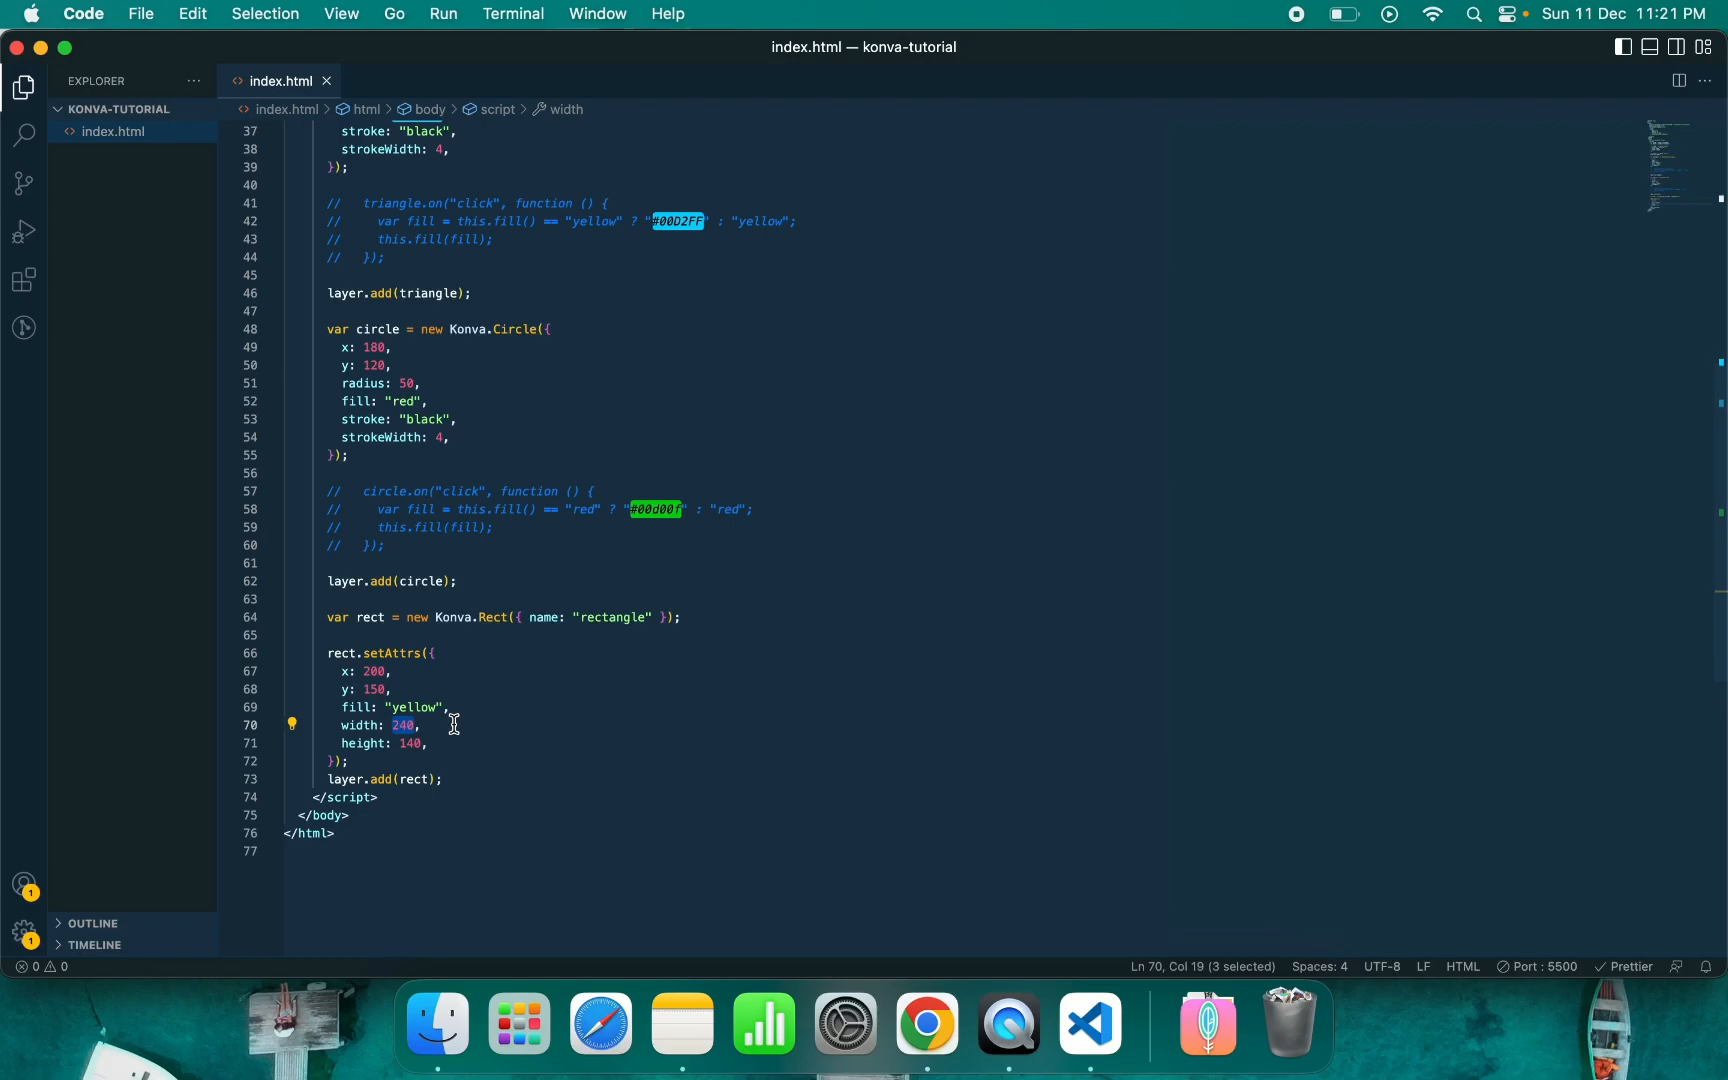 Code File Edit Selection View Go Run Terminal Window Help Sun 11 Dec 11:21 PM
index.html — konva-tutorial
EXPLORER ···
index.html
KONVA-TUTORIAL
index.html
index.html > html > body > script > width
37 stroke: "black",
38 strokeWidth: 4,
39 });
40
41 // triangle.on("click", function () {
42 // var fill = this.fill() == "yellow" ? "#00D2FF" : "yellow";
43 // this.fill(fill);
44 // });
45
46 layer.add(triangle);
47
48 var circle = new Konva.Circle({
49 x: 180,
50 y: 120,
51 radius: 50,
52 fill: "red",
53 stroke: "black",
54 strokeWidth: 4,
55 });
56
57 // circle.on("click", function () {
58 // var fill = this.fill() == "red" ? "#00d00f" : "red";
59 // this.fill(fill);
60 // });
61
62 layer.add(circle);
63
64 var rect = new Konva.Rect({ name: "rectangle" });
65
66 rect.setAttrs({
67 x: 200,
68 y: 150,
69 fill: "yellow",
70 width: 240,
71 height: 140,
72 });
73 layer.add(rect);
74 </script>
75 </body>
76 </html>
77
1
1
OUTLINE
TIMELINE
0 0 Ln 70, Col 19 (3 selected) Spaces: 4 UTF-8 LF HTML Port : 5500 Prettier